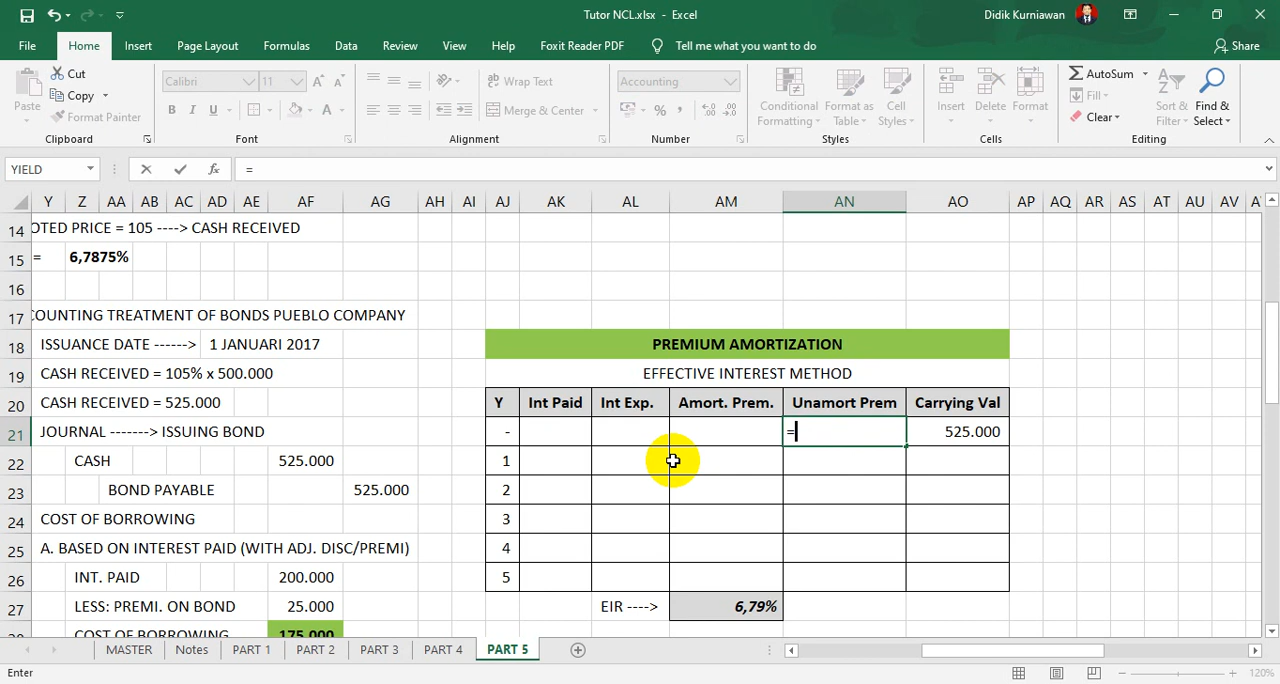 Tutor NCL.xlsx - Excel
Didik Kurniawan
File Home Insert Page Layout Formulas Data Review View Help Foxit Reader PDF Tell me what you want to do Share
Cut
Copy
Format Painter
Paste
Clipboard
Calibri 11
B I U A
Font
Wrap Text
Merge & Center
Alignment
Accounting
%
Number
Conditional Formatting
Format as Table
Cell Styles
Styles
Insert
Delete
Format
Cells
AutoSum
Fill
Clear
Sort & Filter
Find & Select
Editing
YIELD fx =
Y Z AA AB AC AD AE AF AG AH AI AJ AK AL AM AN AO AP AQ AR AS AT AU AV
14 OTED PRICE = 105 ----> CASH RECEIVED
15 = 6,7875%
16
17 COUNTING TREATMENT OF BONDS PUEBLO COMPANY
18 ISSUANCE DATE ------> 1 JANUARI 2017 PREMIUM AMORTIZATION
19 CASH RECEIVED = 105% x 500.000 EFFECTIVE INTEREST METHOD
20 CASH RECEIVED = 525.000 Y Int Paid Int Exp. Amort. Prem. Unamort Prem Carrying Val
21 JOURNAL -------> ISSUING BOND - = 525.000
22 CASH 525.000 1
23 BOND PAYABLE 525.000 2
24 COST OF BORROWING 3
25 A. BASED ON INTEREST PAID (WITH ADJ. DISC/PREMI) 4
26 INT. PAID 200.000 5
27 LESS: PREMI. ON BOND 25.000 EIR ----> 6,79%
COST OF BORROWING 175.000
MASTER Notes PART 1 PART 2 PART 3 PART 4 PART 5
Enter 120%